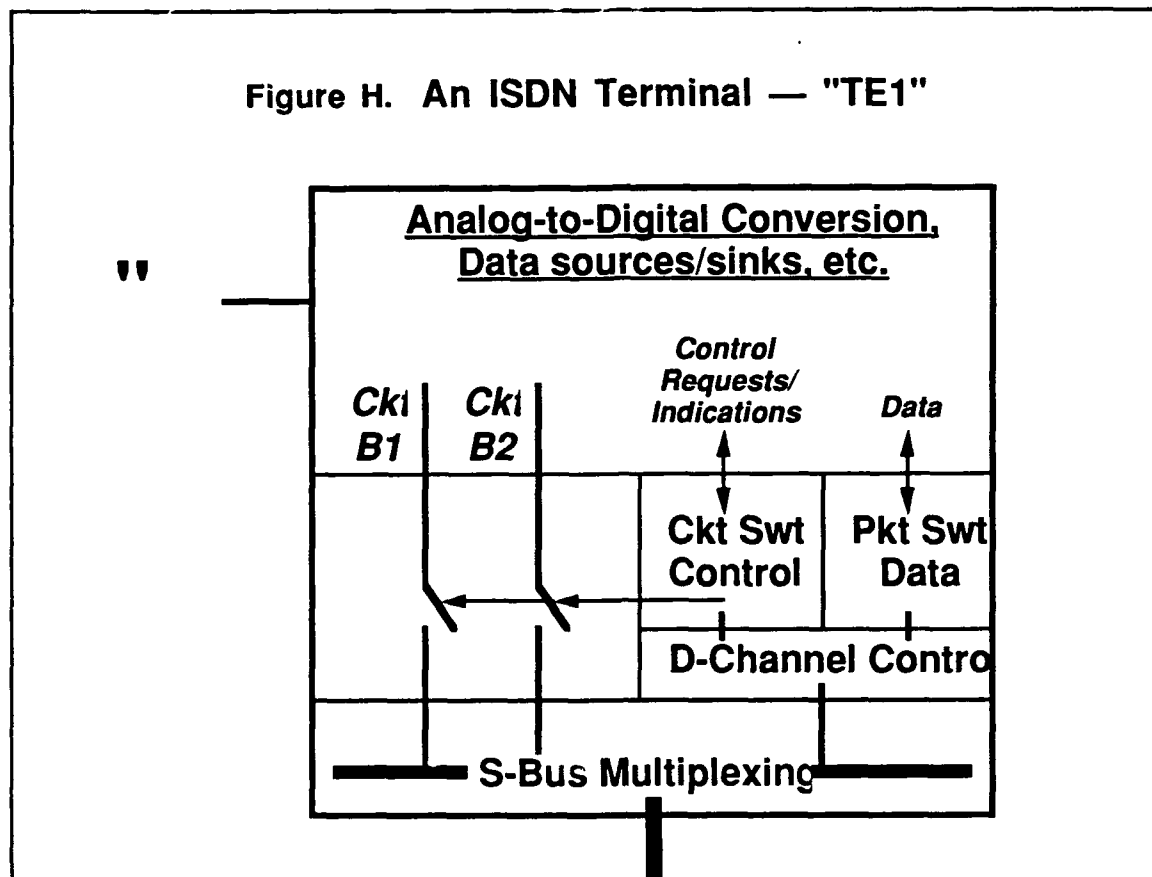 Figure H. An ISDN Terminal — "TE1"
Analog-to-Digital Conversion,
Data sources/sinks, etc.
"
Control
Requests/
Indications
Data
Ckt
B1
Ckt
B2
Ckt Swt
Control
Pkt Swt
Data
D-Channel Contro
S-Bus Multiplexing